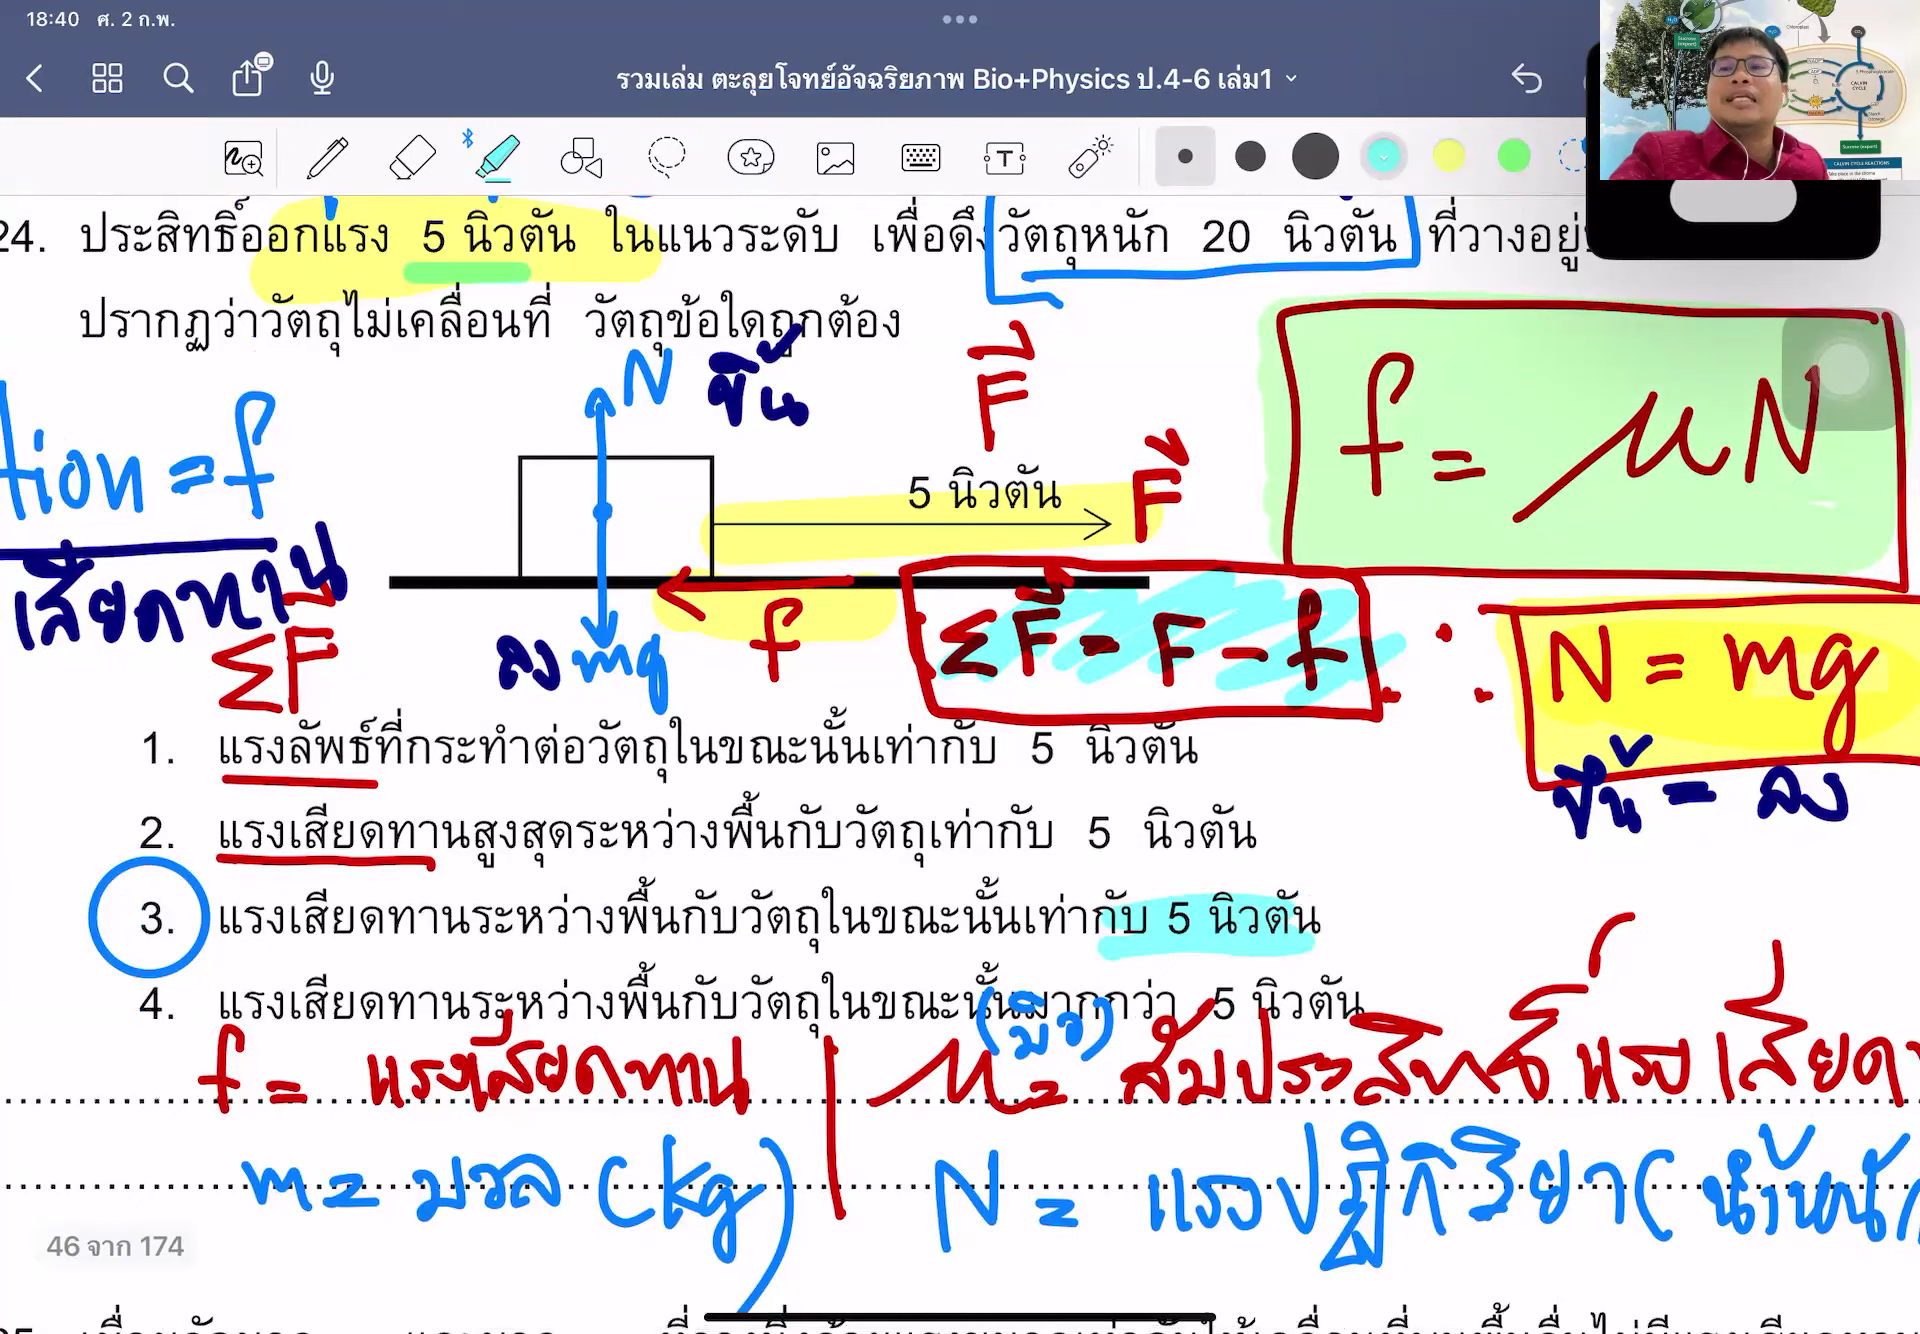 18:40 ศ. 2 ก.พ.
รวมเล่ม ตะลุยโจทย์อัจฉริยภาพ Bio+Physics ป.4-6 เล่ม1
CALVIN CYCLE
CALVIN CYCLE REACTIONS
24. ประสิทธิ์ออกแรง 5 นิวตัน ในแนวระดับ เพื่อดึงวัตถุหนัก 20 นิวตัน ที่วางอยู่
ปรากฏว่าวัตถุไม่เคลื่อนที่ วัตถุข้อใดถูกต้อง
N ขึ้น
F
f = μN
tion = f
5 นิวตัน F
เสียดทาน
ΣF
ลง mg
f
ΣF = F - f
∴ N = mg
ขึ้น = ลง
1. แรงลัพธ์ที่กระทำต่อวัตถุในขณะนั้นเท่ากับ 5 นิวตัน
2. แรงเสียดทานสูงสุดระหว่างพื้นกับวัตถุเท่ากับ 5 นิวตัน
3. แรงเสียดทานระหว่างพื้นกับวัตถุในขณะนั้นเท่ากับ 5 นิวตัน
4. แรงเสียดทานระหว่างพื้นกับวัตถุในขณะนั้นมากกว่า 5 นิวตัน
(มิว)
f = แรงเสียดทาน | μ = สัมประสิทธิ์แรงเสียด
m = มวล (kg) N = แรงปฏิกิริยา (น้ำหนัก
46 จาก 174